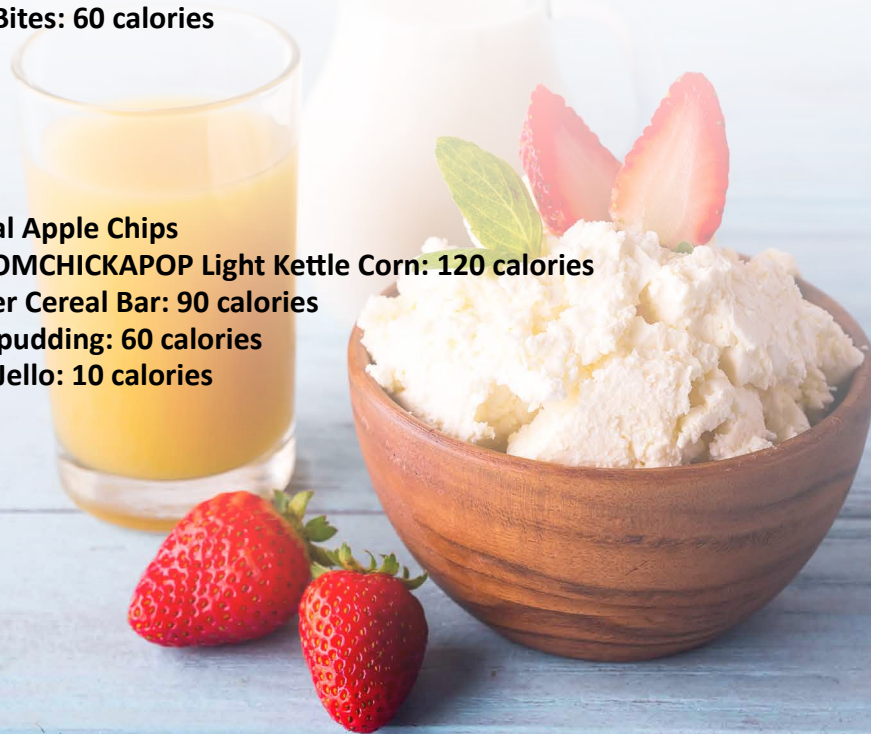 Bites: 60 calories
al Apple Chips
OMCHICKAPOP Light Kettle Corn: 120 calories
er Cereal Bar: 90 calories
pudding: 60 calories
Jello: 10 calories